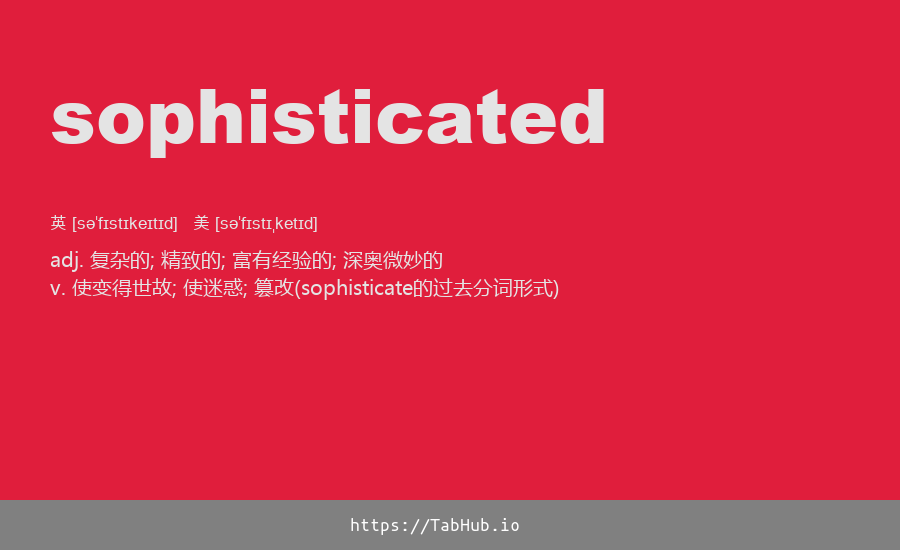 sophisticated
英 [səˈfɪstɪkeɪtɪd] 美 [səˈfɪstɪˌketɪd]
adj. 复杂的; 精致的; 富有经验的; 深奥微妙的
v. 使变得世故; 使迷惑; 篡改(sophisticate的过去分词形式)
https://TabHub.io